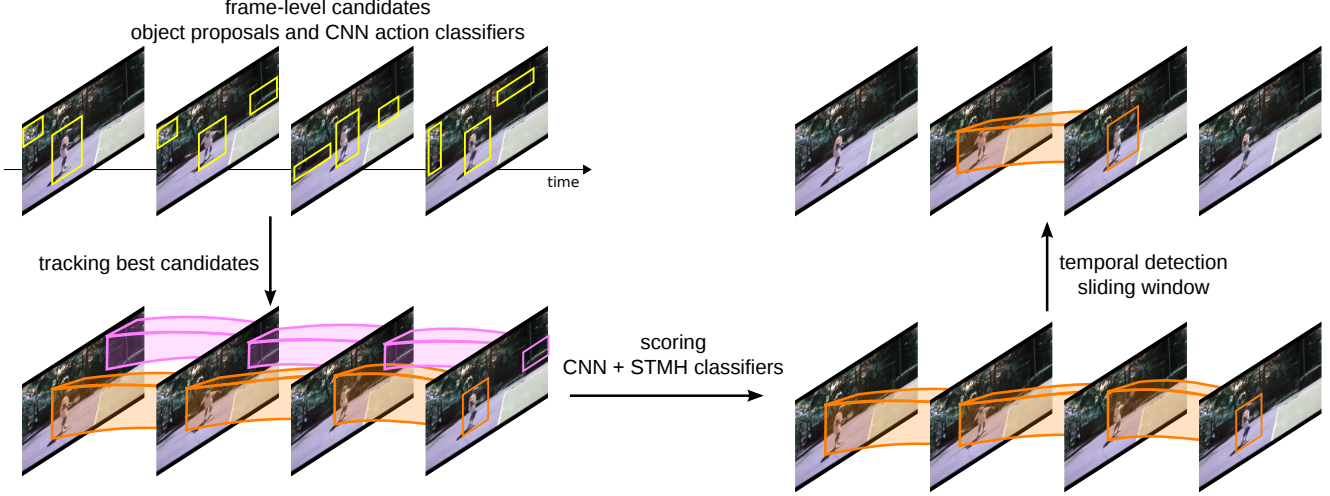 frame-level candidates
object proposals and CNN action classifiers
time
tracking best candidates
scoring
CNN + STMH classifiers
temporal detection
sliding window